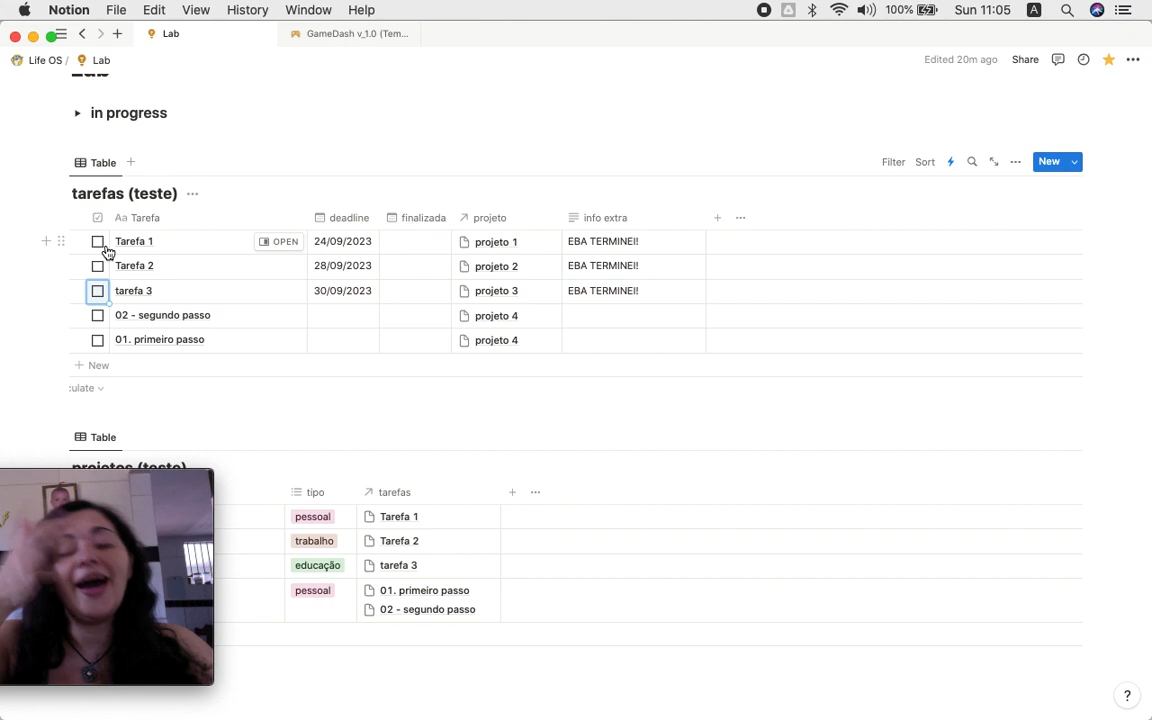 Notion File Edit View History Window Help 100% Sun 11:05 A
Lab GameDash v_1.0 (Tem...
Life OS / Lab Edited 20m ago Share
in progress
Table Filter Sort New
tarefas (teste)
Aa Tarefa deadline finalizada projeto info extra
Tarefa 1 OPEN 24/09/2023 projeto 1 EBA TERMINEI!
Tarefa 2 28/09/2023 projeto 2 EBA TERMINEI!
tarefa 3 30/09/2023 projeto 3 EBA TERMINEI!
02 - segundo passo projeto 4
01. primeiro passo projeto 4
+ New
culate
Table
projetos (teste)
tipo tarefas
pessoal Tarefa 1
trabalho Tarefa 2
educação tarefa 3
pessoal 01. primeiro passo
02 - segundo passo
?